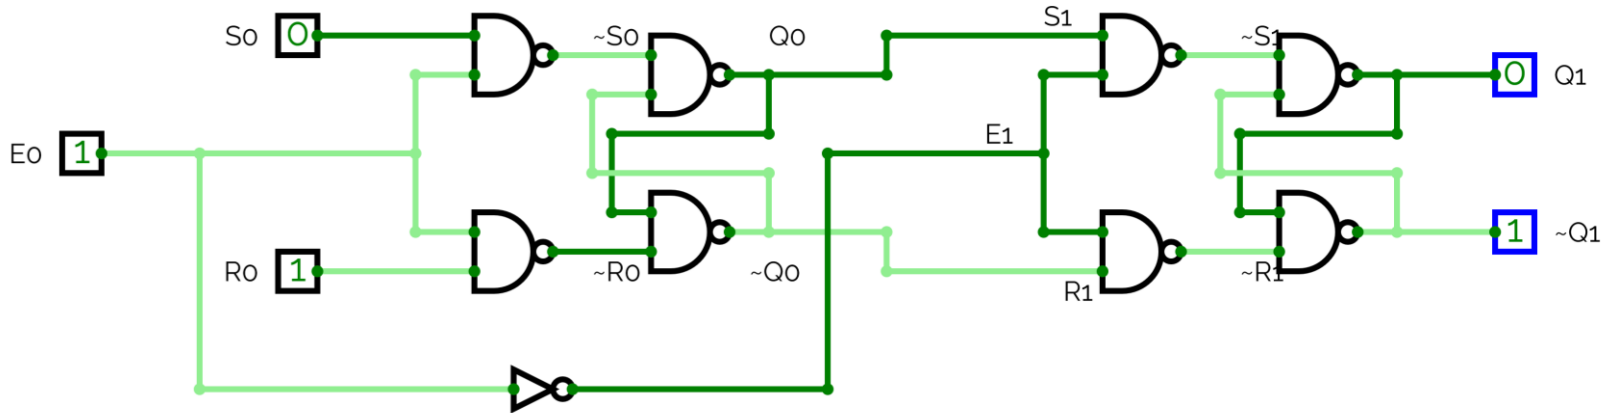 S0 0 ~S0 Q0 S1 ~S1 0 Q1
E0 1 E1
R0 1 ~R0 ~Q0 R1 ~R1 1 ~Q1